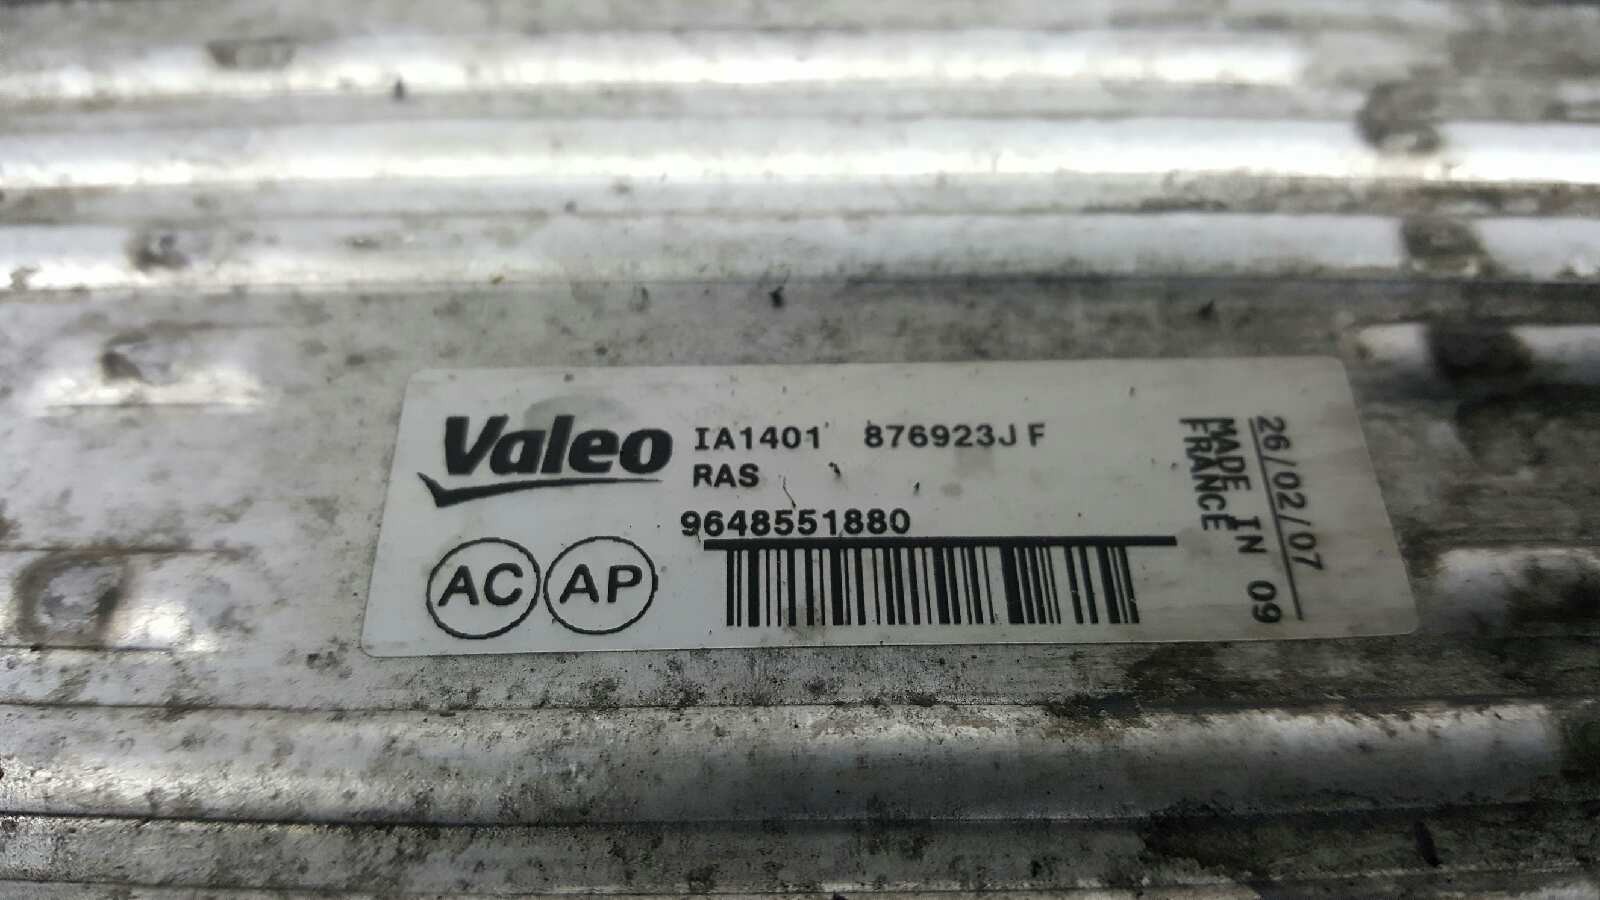 Valeo IA1401 876923J F
RAS
9648551880
AC AP
26/02/07
MADE IN 09
FRANCE